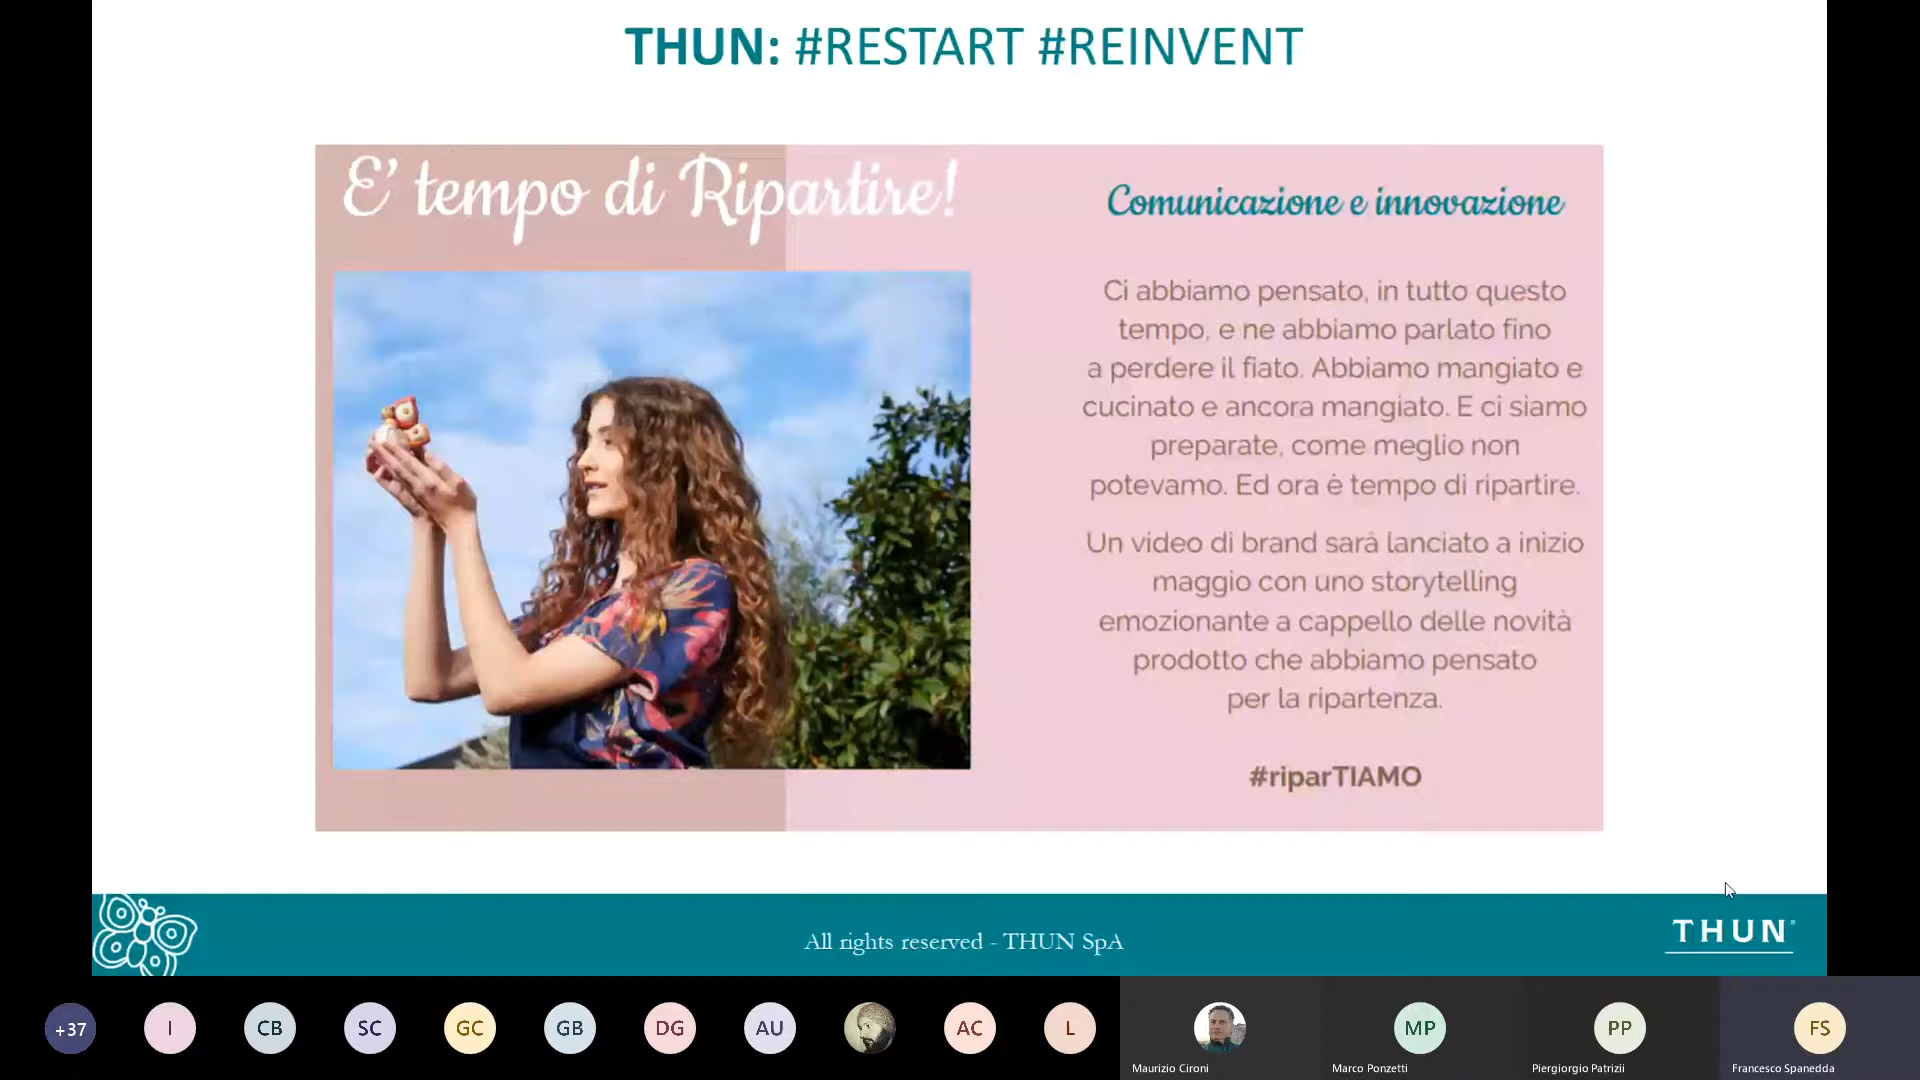 THUN: #RESTART #REINVENT
E' tempo di Ripartire!
Comunicazione e innovazione
Ci abbiamo pensato, in tutto questo
tempo, e ne abbiamo parlato fino
a perdere il fiato. Abbiamo mangiato e
cucinato e ancora mangiato. E ci siamo
preparate, come meglio non
potevamo. Ed ora è tempo di ripartire.
Un video di brand sarà lanciato a inizio
maggio con uno storytelling
emozionante a cappello delle novità
prodotto che abbiamo pensato
per la ripartenza.
#riparTIAMO
All rights reserved - THUN SpA
THUN
+37
I
CB
SC
GC
GB
DG
AU
AC
L
MP
PP
FS
Maurizio Cironi
Marco Ponzetti
Piergiorgio Patrizii
Francesco Spanedda